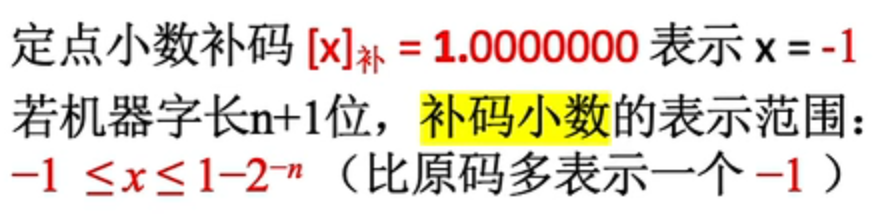 定点小数补码 [x]补 = 1.0000000 表示 x = -1
若机器字长n+1位，补码小数的表示范围：
−1 ≤ x ≤ 1−2⁻ⁿ （比原码多表示一个 −1 ）